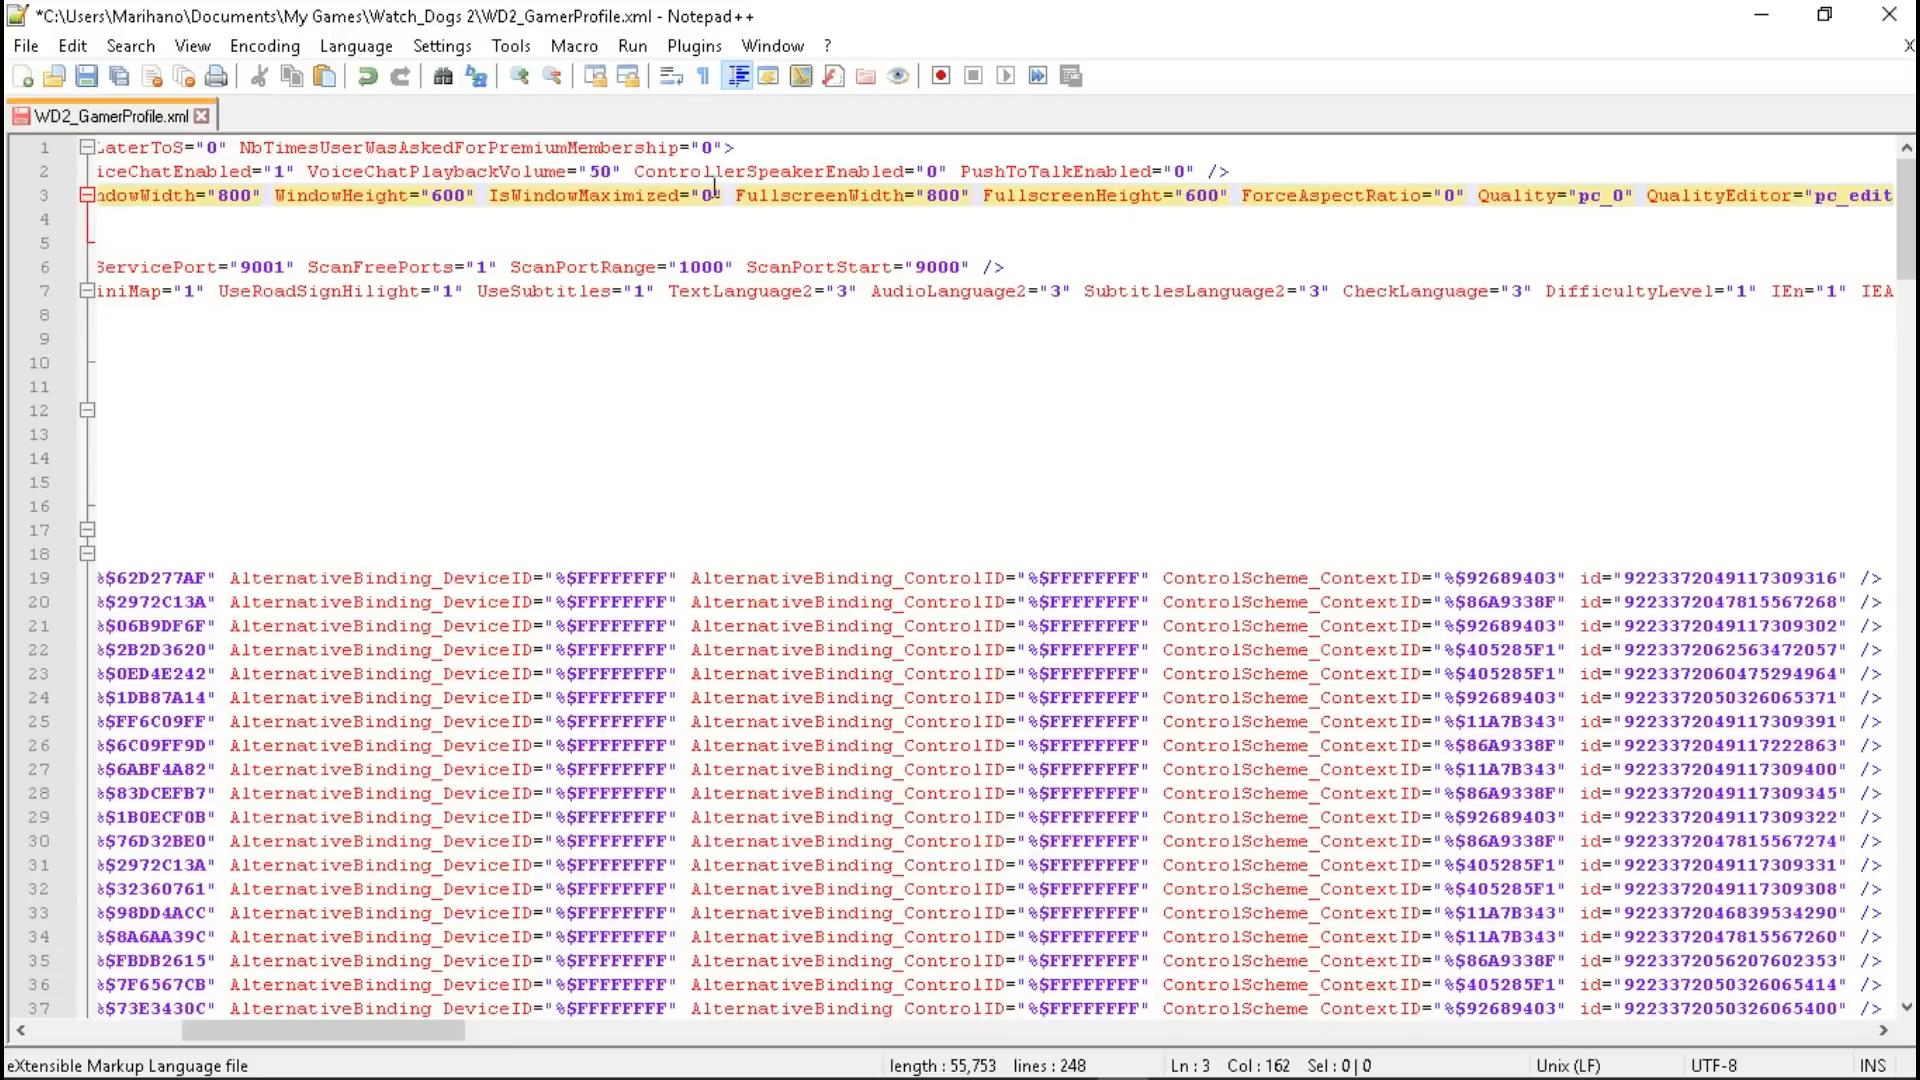 *C:\Users\Marihano\Documents\My Games\Watch_Dogs 2\WD2_GamerProfile.xml - Notepad++
File Edit Search View Encoding Language Settings Tools Macro Run Plugins Window ? X
WD2_GamerProfile.xml
1 LaterToS="0" NbTimesUserWasAskedForPremiumMembership="0">
2 iceChatEnabled="1" VoiceChatPlaybackVolume="50" ControllerSpeakerEnabled="0" PushToTalkEnabled="0" />
3 ndowWidth="800" WindowHeight="600" IsWindowMaximized="0" FullscreenWidth="800" FullscreenHeight="600" ForceAspectRatio="0" Quality="pc_0" QualityEditor="pc_edit
4
5
6 ServicePort="9001" ScanFreePorts="1" ScanPortRange="1000" ScanPortStart="9000" />
7 iniMap="1" UseRoadSignHilight="1" UseSubtitles="1" TextLanguage2="3" AudioLanguage2="3" SubtitlesLanguage2="3" CheckLanguage="3" DifficultyLevel="1" IEn="1" IEA
8
9
10
11
12
13
14
15
16
17
18
19 %$62D277AF" AlternativeBinding_DeviceID="%$FFFFFFFF" AlternativeBinding_ControlID="%$FFFFFFFF" ControlScheme_ContextID="%$92689403" id="9223372049117309316" />
20 %$2972C13A" AlternativeBinding_DeviceID="%$FFFFFFFF" AlternativeBinding_ControlID="%$FFFFFFFF" ControlScheme_ContextID="%$86A9338F" id="9223372047815567268" />
21 %$06B9DF6F" AlternativeBinding_DeviceID="%$FFFFFFFF" AlternativeBinding_ControlID="%$FFFFFFFF" ControlScheme_ContextID="%$92689403" id="9223372049117309302" />
22 %$2B2D3620" AlternativeBinding_DeviceID="%$FFFFFFFF" AlternativeBinding_ControlID="%$FFFFFFFF" ControlScheme_ContextID="%$405285F1" id="9223372062563472057" />
23 %$0ED4E242" AlternativeBinding_DeviceID="%$FFFFFFFF" AlternativeBinding_ControlID="%$FFFFFFFF" ControlScheme_ContextID="%$405285F1" id="9223372060475294964" />
24 %$1DB87A14" AlternativeBinding_DeviceID="%$FFFFFFFF" AlternativeBinding_ControlID="%$FFFFFFFF" ControlScheme_ContextID="%$92689403" id="9223372050326065371" />
25 %$FF6C09FF" AlternativeBinding_DeviceID="%$FFFFFFFF" AlternativeBinding_ControlID="%$FFFFFFFF" ControlScheme_ContextID="%$11A7B343" id="9223372049117309391" />
26 %$6C09FF9D" AlternativeBinding_DeviceID="%$FFFFFFFF" AlternativeBinding_ControlID="%$FFFFFFFF" ControlScheme_ContextID="%$86A9338F" id="9223372049117222863" />
27 %$6ABF4A82" AlternativeBinding_DeviceID="%$FFFFFFFF" AlternativeBinding_ControlID="%$FFFFFFFF" ControlScheme_ContextID="%$11A7B343" id="9223372049117309400" />
28 %$83DCEFB7" AlternativeBinding_DeviceID="%$FFFFFFFF" AlternativeBinding_ControlID="%$FFFFFFFF" ControlScheme_ContextID="%$86A9338F" id="9223372049117309345" />
29 %$1B0ECF0B" AlternativeBinding_DeviceID="%$FFFFFFFF" AlternativeBinding_ControlID="%$FFFFFFFF" ControlScheme_ContextID="%$92689403" id="9223372049117309322" />
30 %$76D32BE0" AlternativeBinding_DeviceID="%$FFFFFFFF" AlternativeBinding_ControlID="%$FFFFFFFF" ControlScheme_ContextID="%$86A9338F" id="9223372047815567274" />
31 %$2972C13A" AlternativeBinding_DeviceID="%$FFFFFFFF" AlternativeBinding_ControlID="%$FFFFFFFF" ControlScheme_ContextID="%$405285F1" id="9223372049117309331" />
32 %$32360761" AlternativeBinding_DeviceID="%$FFFFFFFF" AlternativeBinding_ControlID="%$FFFFFFFF" ControlScheme_ContextID="%$405285F1" id="9223372049117309308" />
33 %$98DD4ACC" AlternativeBinding_DeviceID="%$FFFFFFFF" AlternativeBinding_ControlID="%$FFFFFFFF" ControlScheme_ContextID="%$11A7B343" id="9223372046839534290" />
34 %$8A6AA39C" AlternativeBinding_DeviceID="%$FFFFFFFF" AlternativeBinding_ControlID="%$FFFFFFFF" ControlScheme_ContextID="%$11A7B343" id="9223372047815567260" />
35 %$FBDB2615" AlternativeBinding_DeviceID="%$FFFFFFFF" AlternativeBinding_ControlID="%$FFFFFFFF" ControlScheme_ContextID="%$86A9338F" id="9223372056207602353" />
36 %$7F6567CB" AlternativeBinding_DeviceID="%$FFFFFFFF" AlternativeBinding_ControlID="%$FFFFFFFF" ControlScheme_ContextID="%$405285F1" id="9223372050326065414" />
37 %$73E3430C" AlternativeBinding_DeviceID="%$FFFFFFFF" AlternativeBinding_ControlID="%$FFFFFFFF" ControlScheme_ContextID="%$92689403" id="9223372050326065400" />
eXtensible Markup Language file length : 55,753 lines : 248 Ln : 3 Col : 162 Sel : 0 | 0 Unix (LF) UTF-8 INS